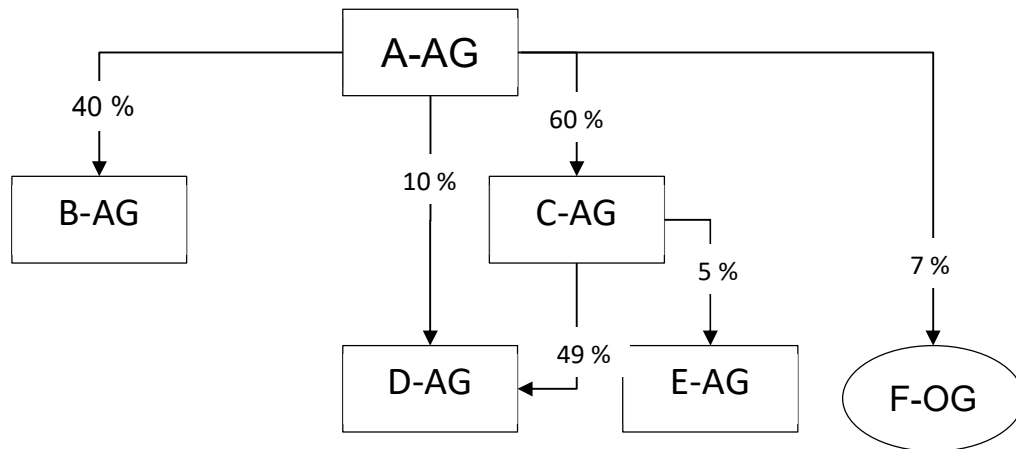 A-AG
40 %
60 %
10 %
B-AG
C-AG
5 %
7 %
49 %
D-AG
E-AG
F-OG